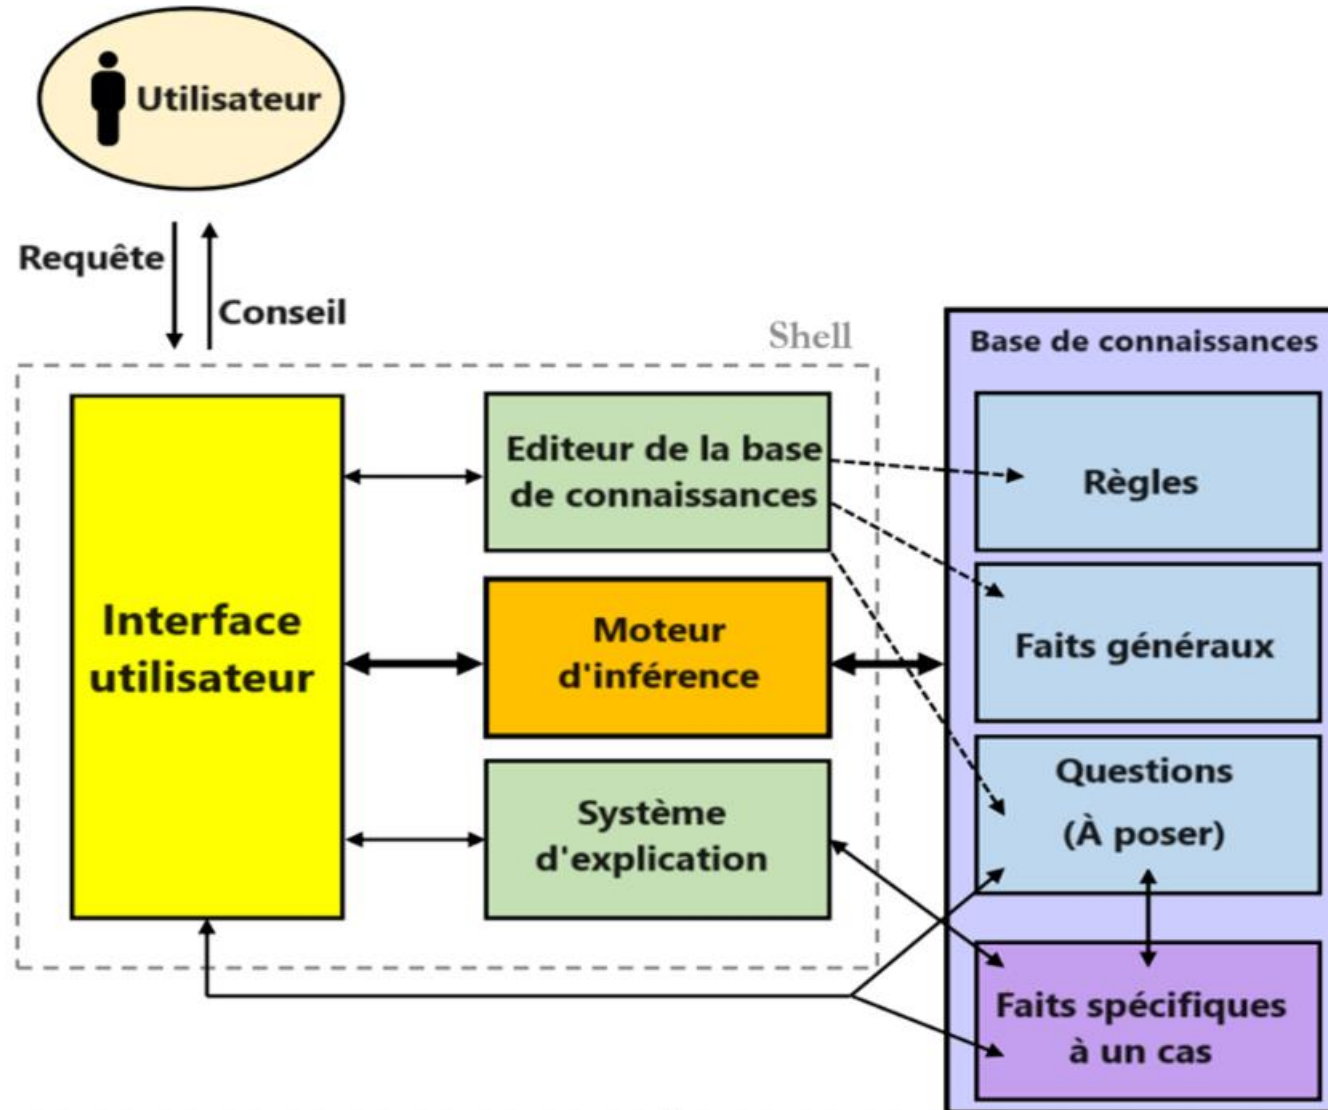 Utilisateur
Requête
Conseil
Shell
Base de connaissances
Interface
utilisateur
Editeur de la base
de connaissances
Moteur
d'inférence
Système
d'explication
Règles
Faits généraux
Questions
(À poser)
Faits spécifiques
à un cas